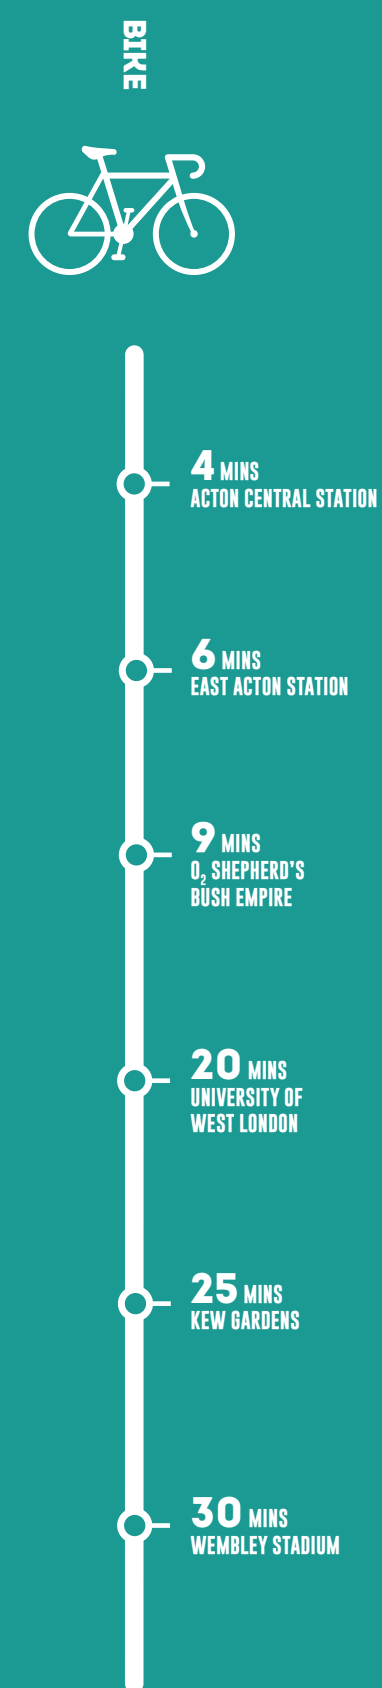 BIKE
4 MINS
ACTON CENTRAL STATION
6 MINS
EAST ACTON STATION
9 MINS
O₂ SHEPHERD'S
BUSH EMPIRE
20 MINS
UNIVERSITY OF
WEST LONDON
25 MINS
KEW GARDENS
30 MINS
WEMBLEY STADIUM